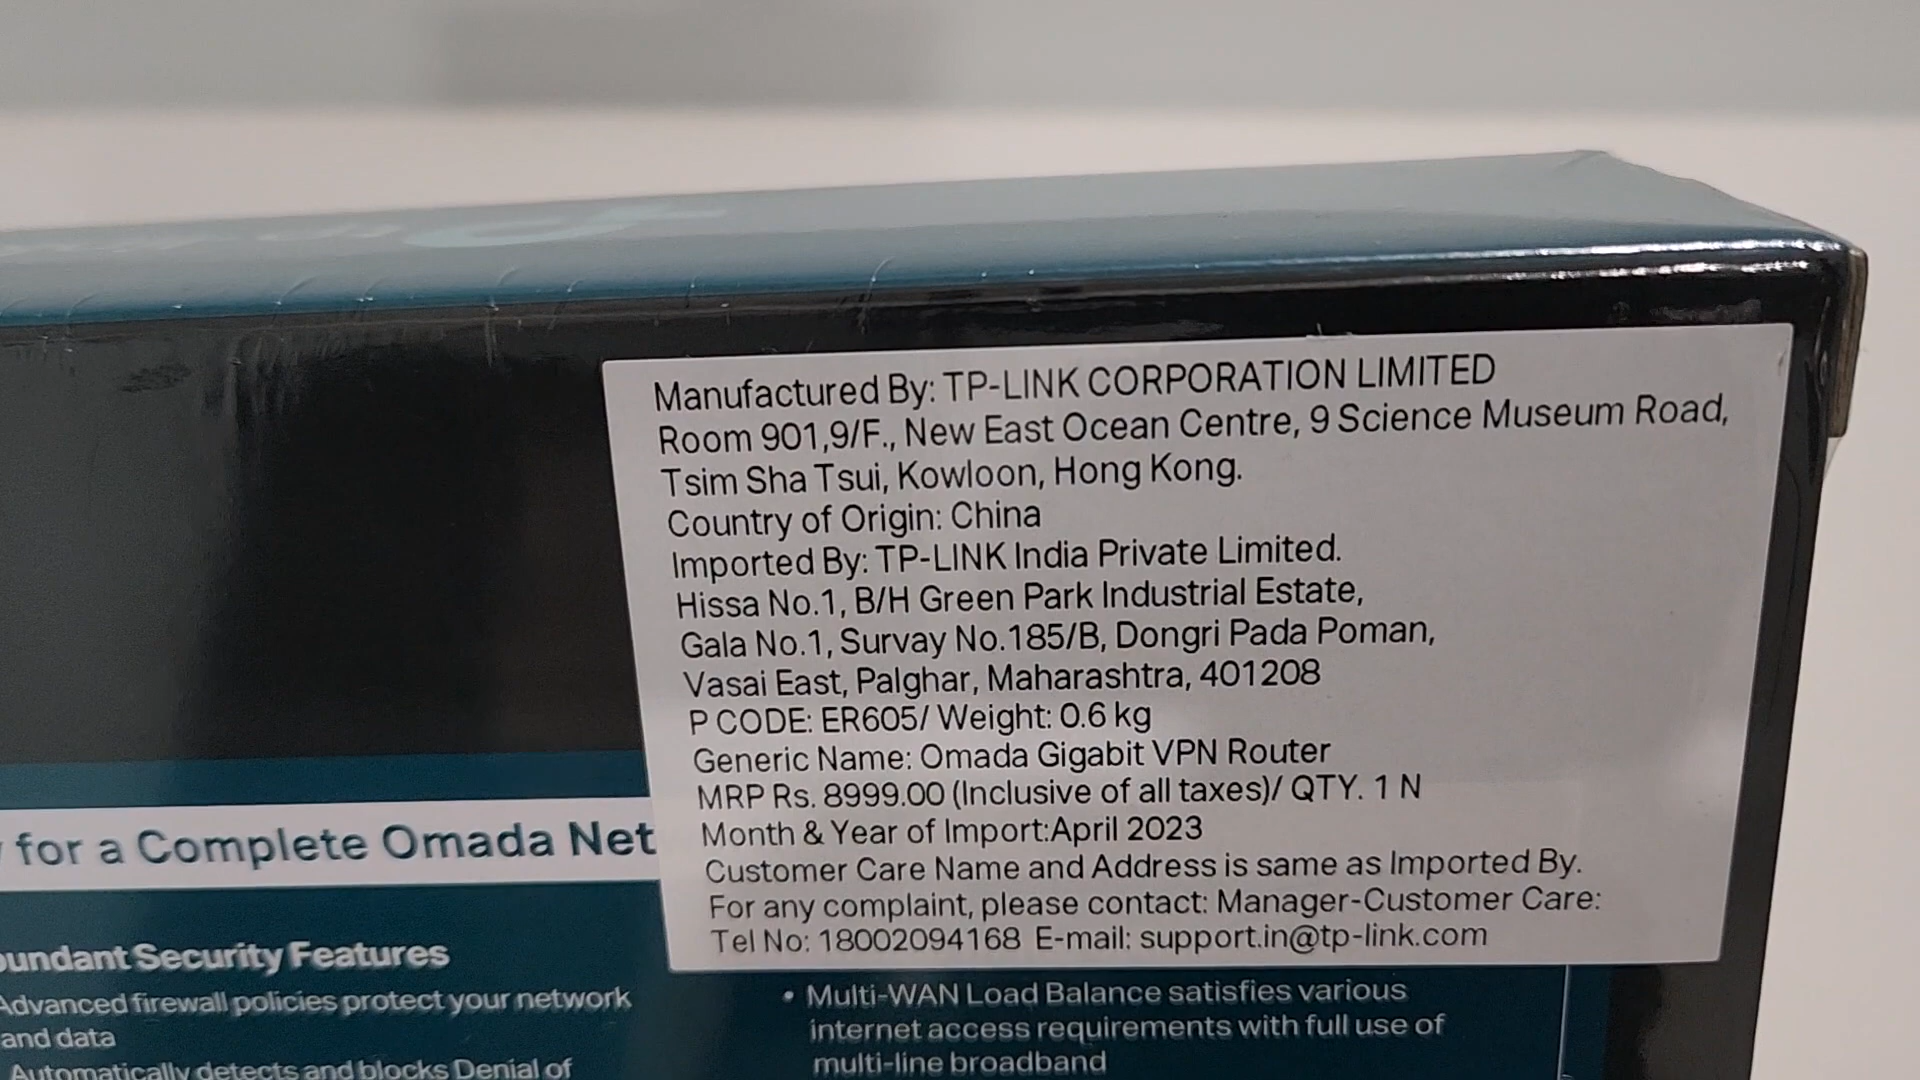 Manufactured By: TP-LINK CORPORATION LIMITED
Room 901,9/F., New East Ocean Centre, 9 Science Museum Road,
Tsim Sha Tsui, Kowloon, Hong Kong.
Country of Origin: China
Imported By: TP-LINK India Private Limited.
Hissa No.1, B/H Green Park Industrial Estate,
Gala No.1, Survay No.185/B, Dongri Pada Poman,
Vasai East, Palghar, Maharashtra, 401208
P CODE: ER605/ Weight: 0.6 kg
Generic Name: Omada Gigabit VPN Router
MRP Rs. 8999.00 (Inclusive of all taxes)/ QTY. 1 N
Month & Year of Import:April 2023
Customer Care Name and Address is same as Imported By.
For any complaint, please contact: Manager-Customer Care:
Tel No: 18002094168 E-mail: support.in@tp-link.com
for a Complete Omada Net
Security Features
Advanced firewall policies protect your network
and data
Automatically detects and blocks Denial of
• Multi-WAN Load Balance satisfies various
internet access requirements with full use of
multi-line broadband